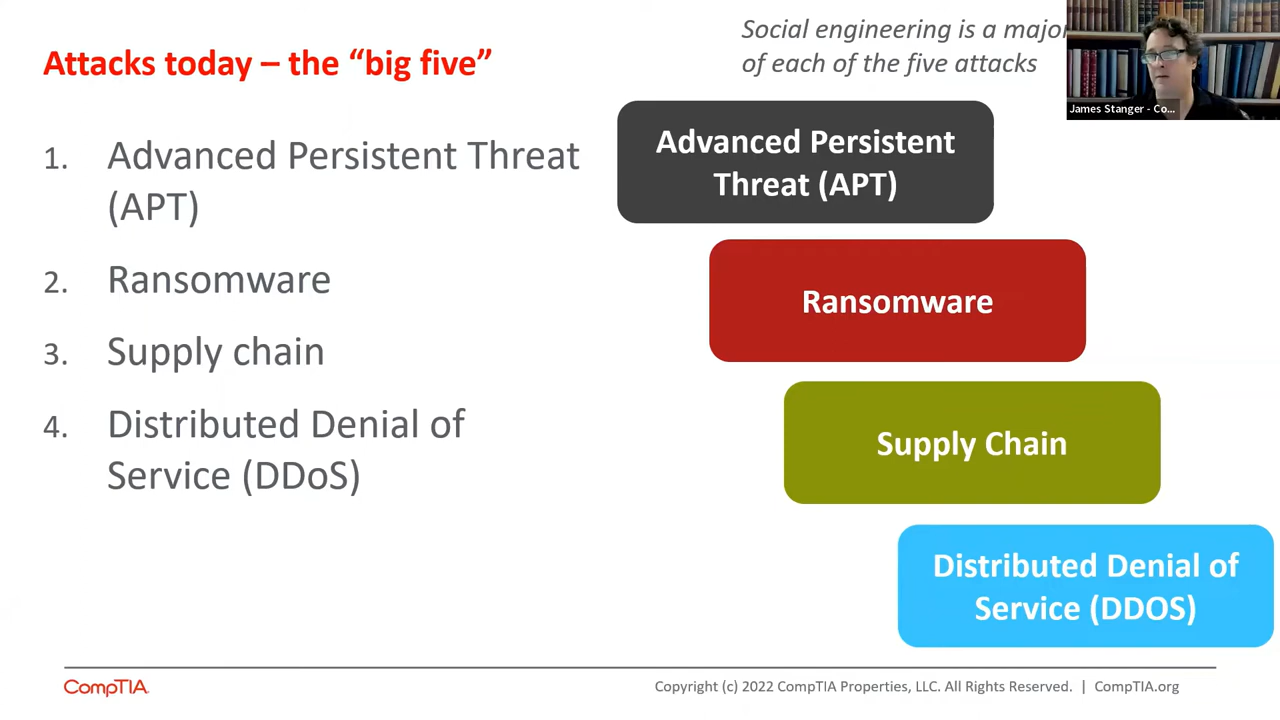 Attacks today – the “big five”
Social engineering is a major
of each of the five attacks
James Stanger - Co...
1. Advanced Persistent Threat
(APT)
2. Ransomware
3. Supply chain
4. Distributed Denial of
Service (DDoS)
Advanced Persistent
Threat (APT)
Ransomware
Supply Chain
Distributed Denial of
Service (DDOS)
CompTIA.
Copyright (c) 2022 CompTIA Properties, LLC. All Rights Reserved. | CompTIA.org